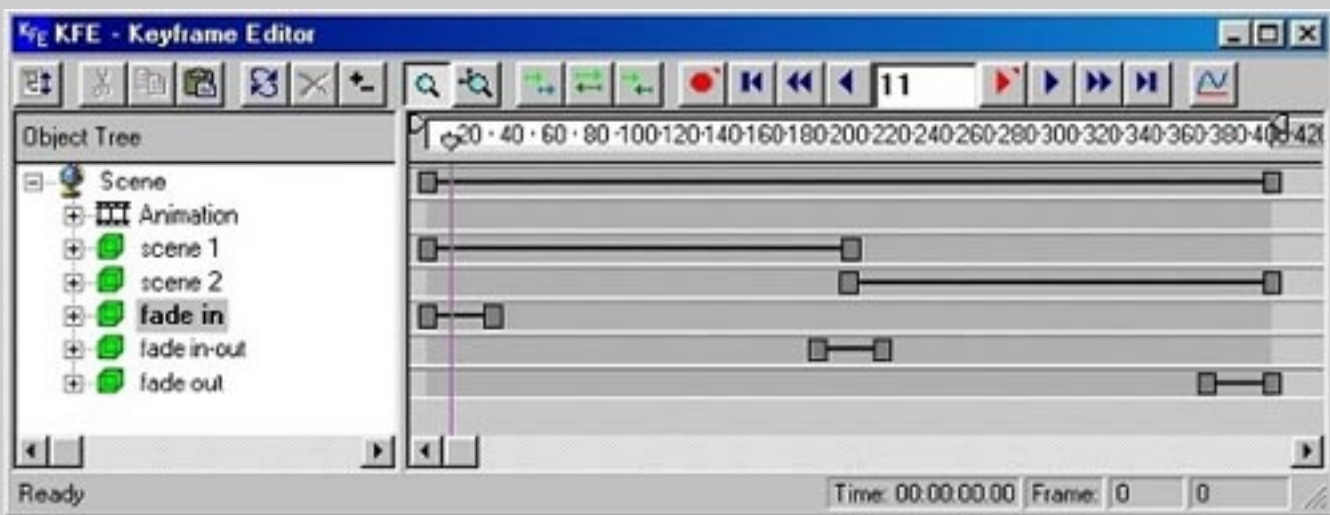 KFE KFE - Keyframe Editor
11
Object Tree
20 · 40 · 60 · 80 ·100·120·140·160·180·200·220·240·260·280·300·320·340·360·380·400·420
Scene
Animation
scene 1
scene 2
fade in
fade in-out
fade out
Ready
Time: 00:00:00.00 Frame: 0 0